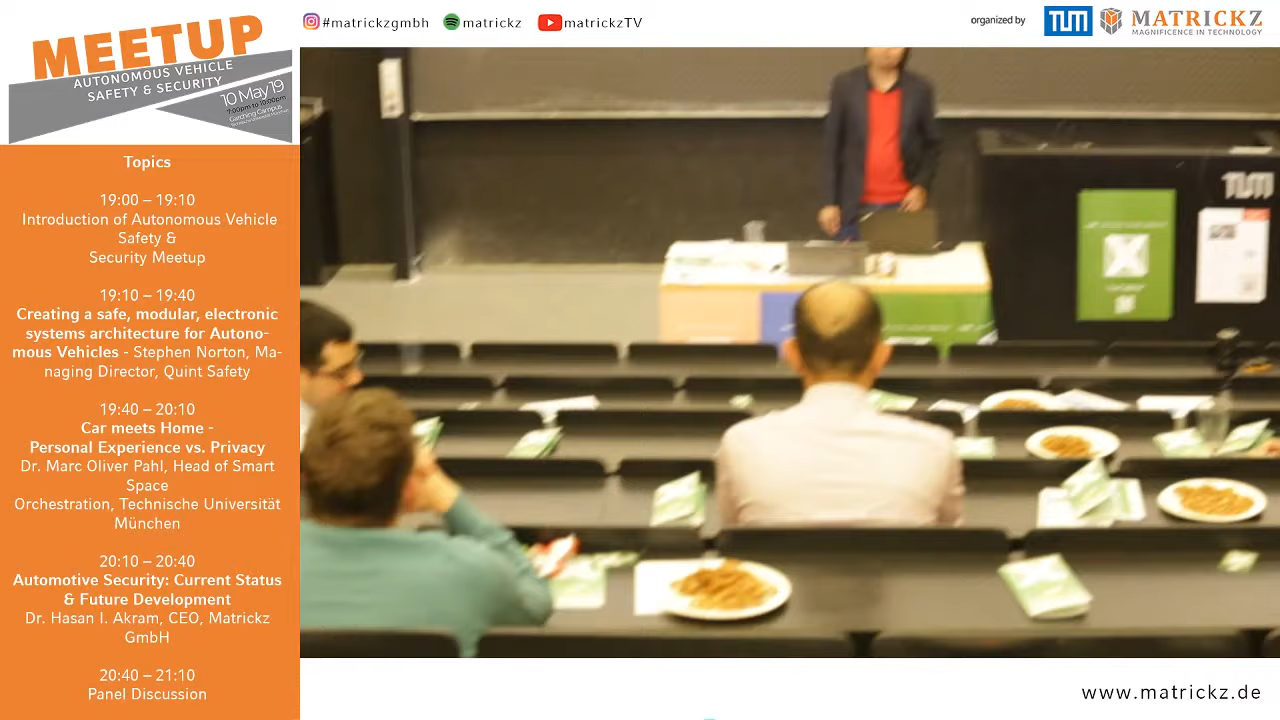 MEETUP
AUTONOMOUS VEHICLE
SAFETY & SECURITY
10 May 19
7:00pm to 10:00pm
Garching Campus
#matrickzgmbh
matrickz
matrickzTV
organized by
TUM
MATRICKZ
MAGNIFICENCE IN TECHNOLOGY
Topics
19:00 – 19:10
Introduction of Autonomous Vehicle
Safety &
Security Meetup
19:10 – 19:40
Creating a safe, modular, electronic
systems architecture for Autono-
mous Vehicles - Stephen Norton, Ma-
naging Director, Quint Safety
19:40 – 20:10
Car meets Home -
Personal Experience vs. Privacy
Dr. Marc Oliver Pahl, Head of Smart
Space
Orchestration, Technische Universität
München
20:10 – 20:40
Automotive Security: Current Status
& Future Development
Dr. Hasan I. Akram, CEO, Matrickz
GmbH
20:40 – 21:10
Panel Discussion
TUM
www.matrickz.de